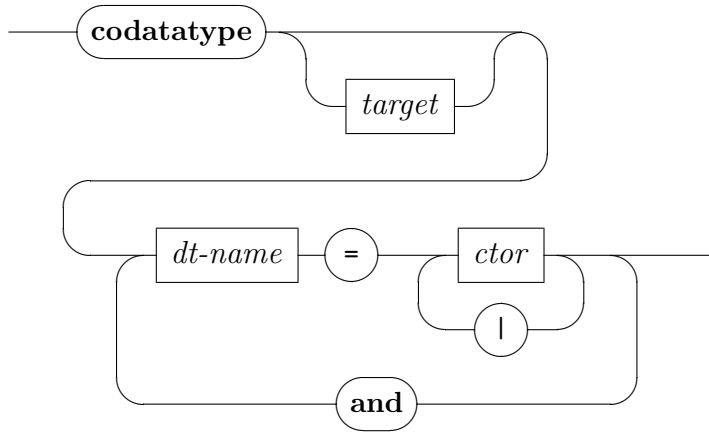 codatatype
target
dt-name = ctor
|
and